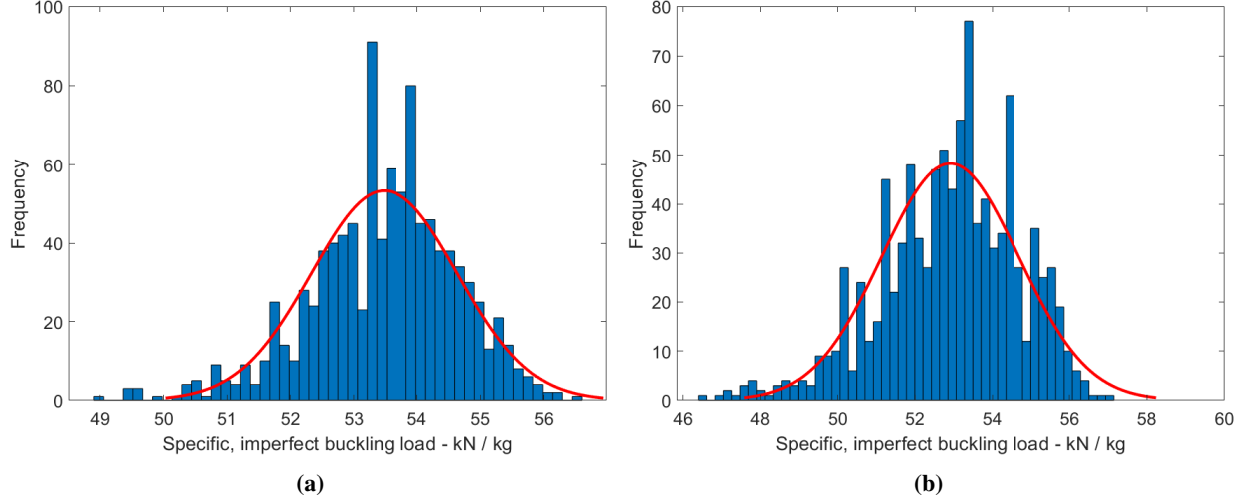 100
80
60
40
20
0
Frequency
49 50 51 52 53 54 55 56
Specific, imperfect buckling load - kN / kg
(a)
80
70
60
50
40
30
20
10
0
Frequency
46 48 50 52 54 56 58 60
Specific, imperfect buckling load - kN / kg
(b)